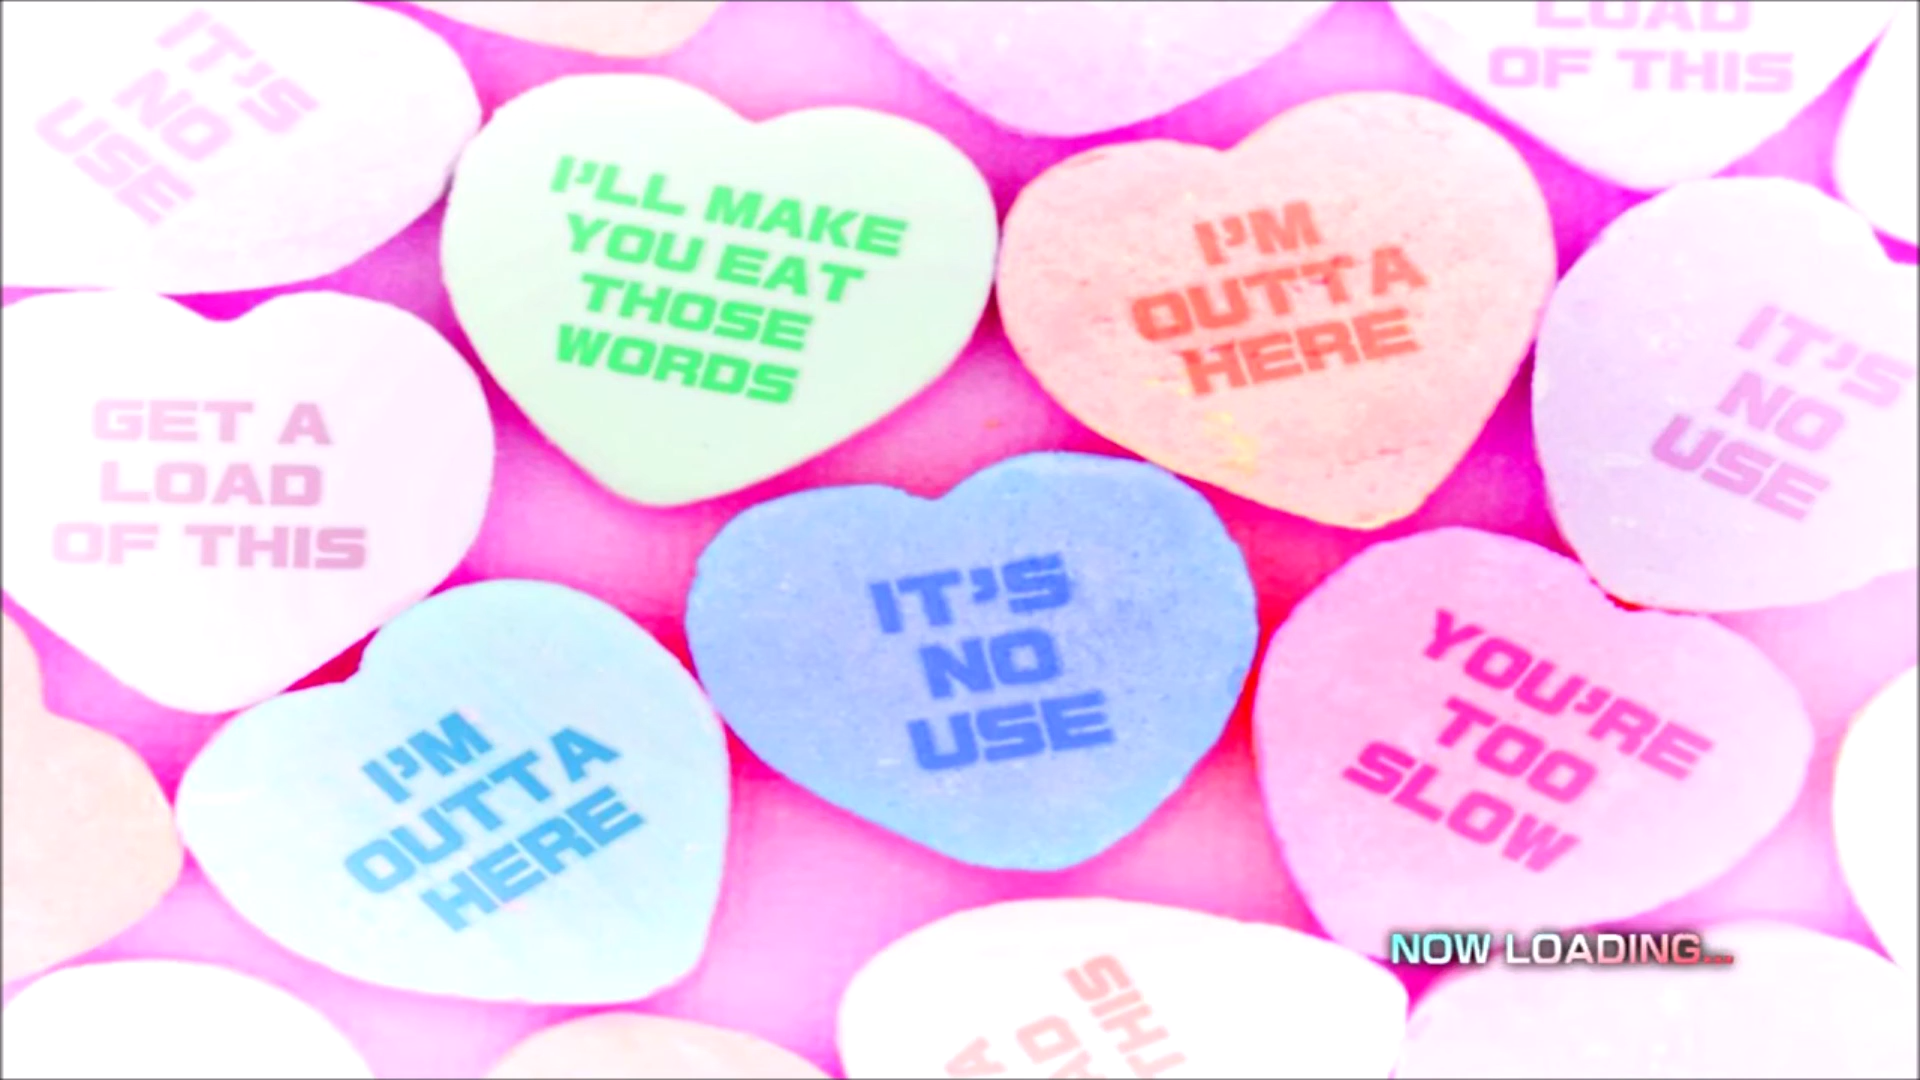 IT'S
NO
USE
LOAD
OF THIS
I'LL MAKE
YOU EAT
THOSE
WORDS
I'M
OUTTA
HERE
IT'S
NO
USE
GET A
LOAD
OF THIS
IT'S
NO
USE
YOU'RE
TOO
SLOW
I'M
OUTTA
HERE
NOW LOADING...
THIS
A